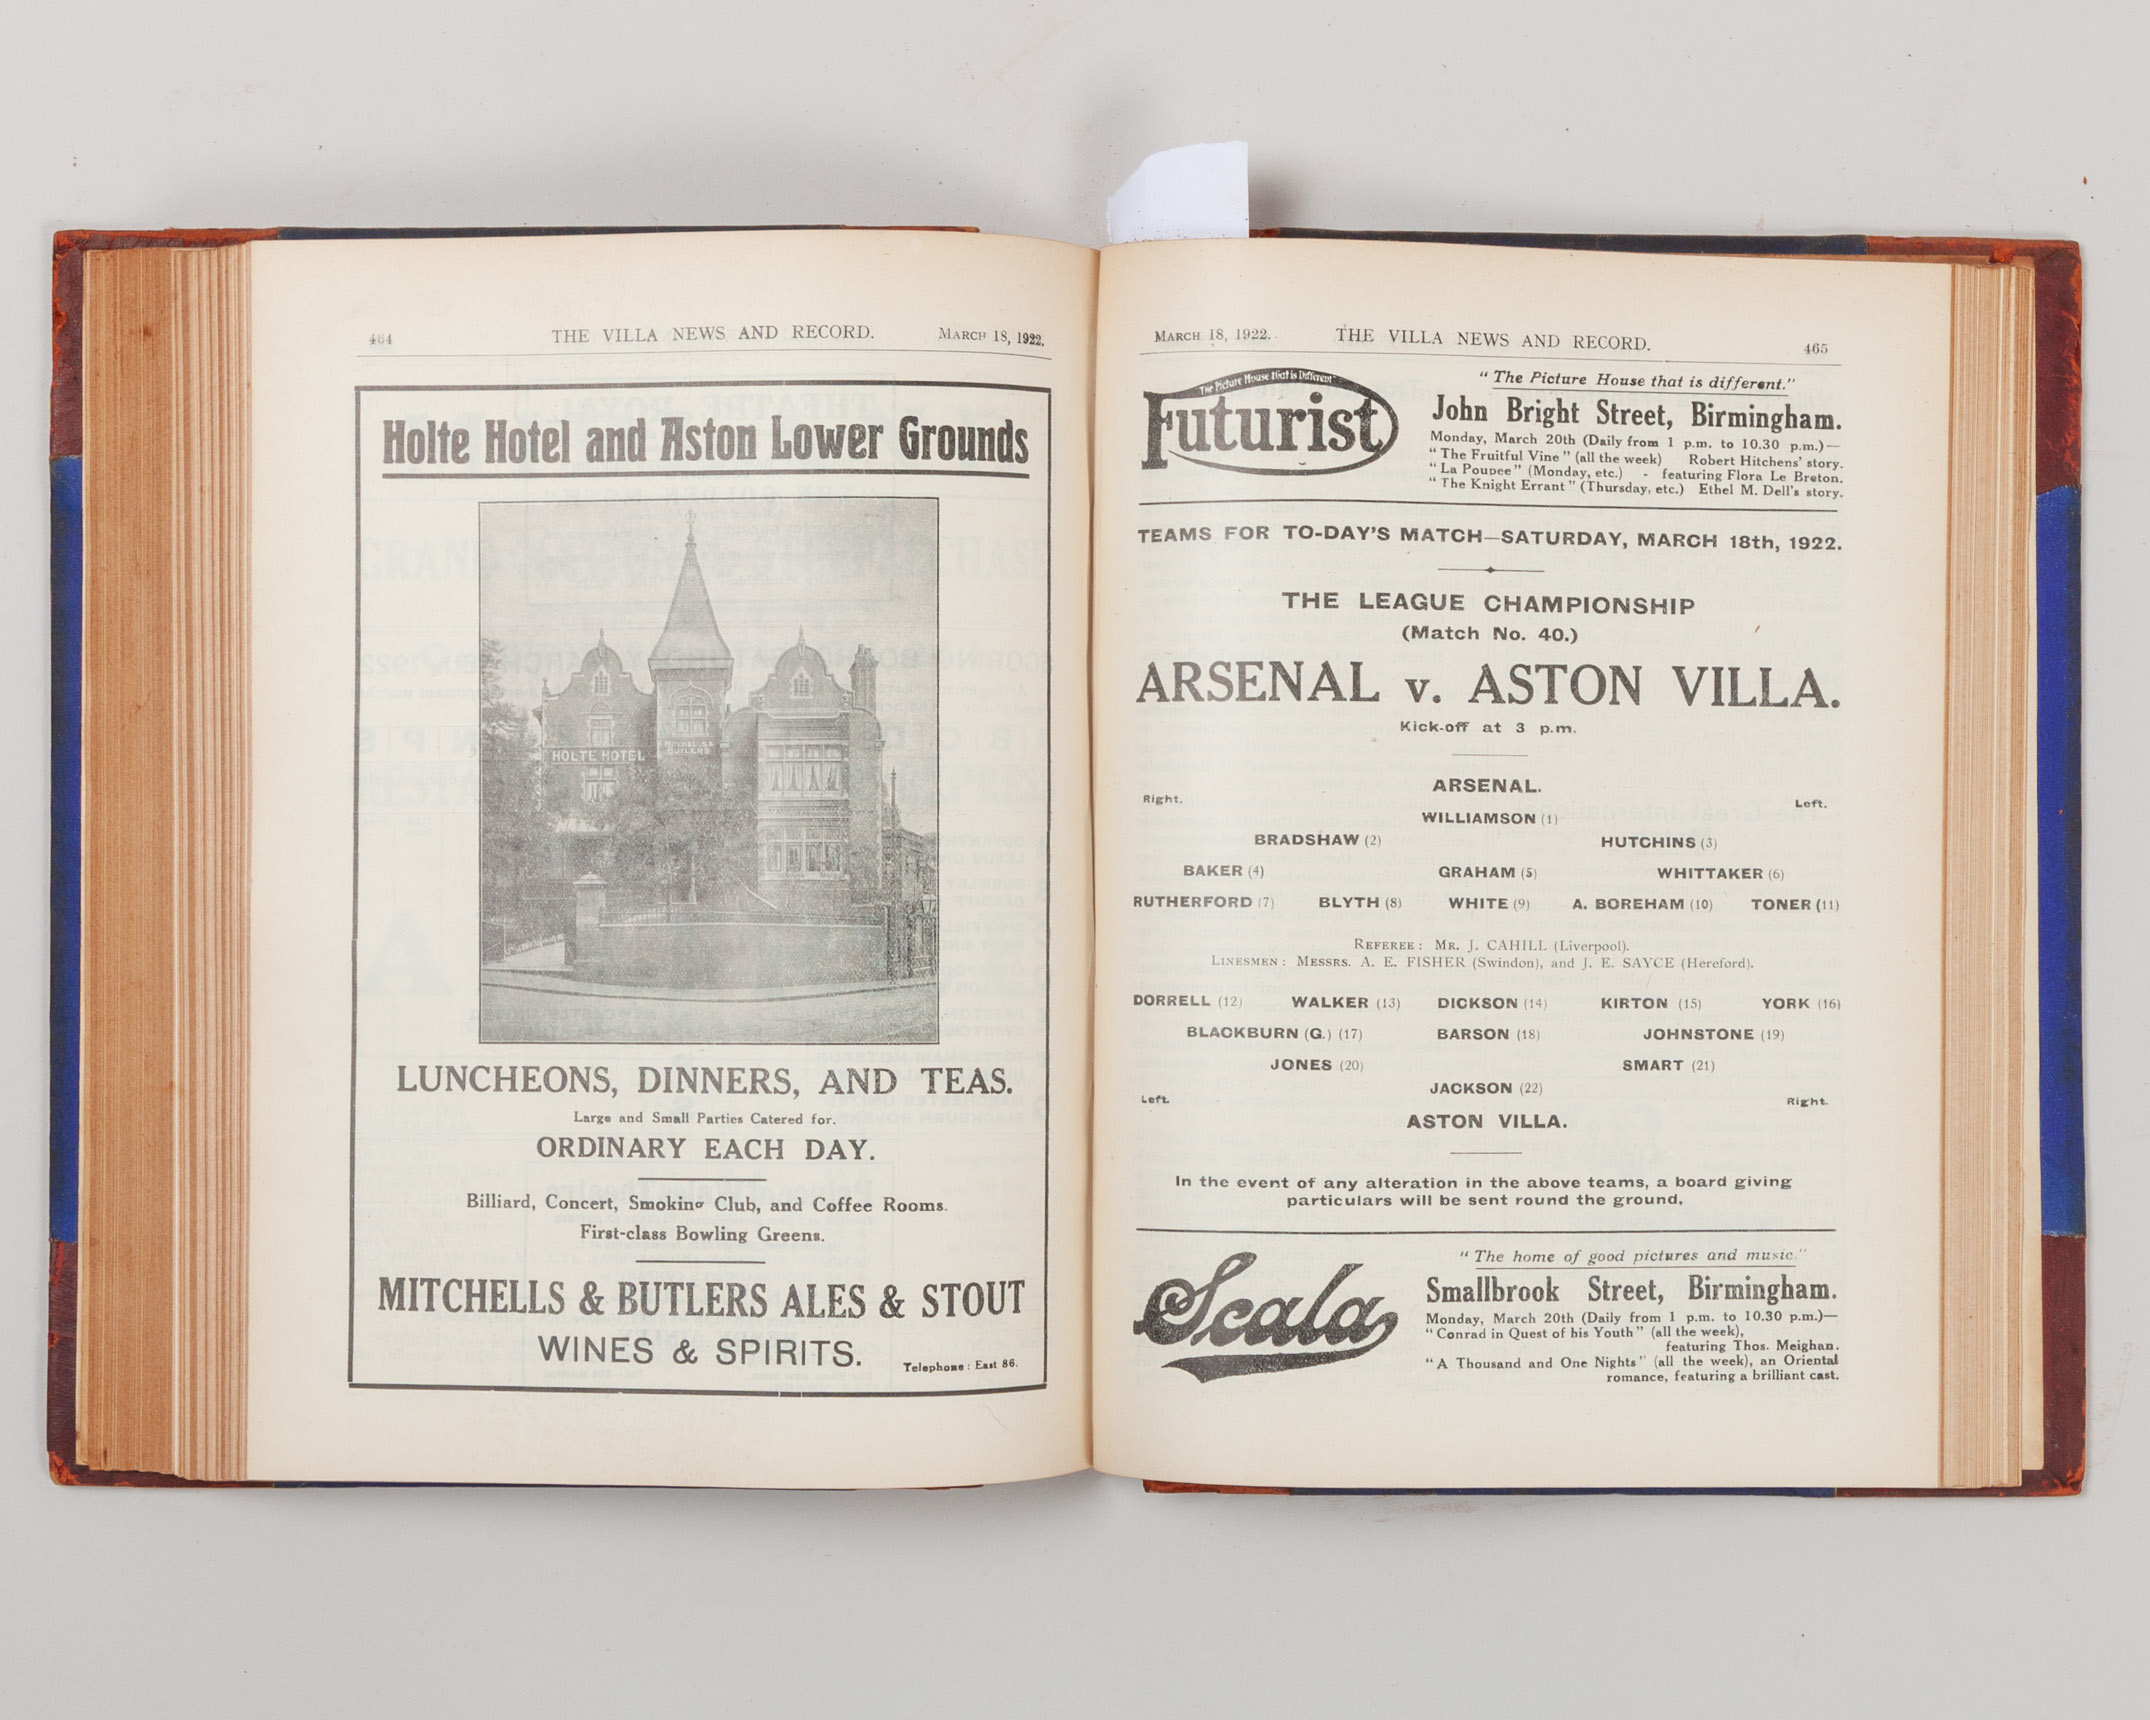 464 THE VILLA NEWS AND RECORD. MARCH 18, 1922.
Holte Hotel and Aston Lower Grounds
HOLTE HOTEL
MITCHELLS &
BUTLERS
LUNCHEONS, DINNERS, AND TEAS.
Large and Small Parties Catered for.
ORDINARY EACH DAY.
Billiard, Concert, Smoking Club, and Coffee Rooms.
First-class Bowling Greens.
MITCHELLS & BUTLERS ALES & STOUT
WINES & SPIRITS.
Telephone: East 86.
MARCH 18, 1922. THE VILLA NEWS AND RECORD. 465
"The Picture House that is Different"
Futurist
"The Picture House that is different."
John Bright Street, Birmingham.
Monday, March 20th (Daily from 1 p.m. to 10.30 p.m.)—
"The Fruitful Vine" (all the week) Robert Hitchens' story.
"La Poupee" (Monday, etc.) - featuring Flora Le Breton.
"The Knight Errant" (Thursday, etc.) Ethel M. Dell's story.
TEAMS FOR TO-DAY'S MATCH—SATURDAY, MARCH 18th, 1922.
THE LEAGUE CHAMPIONSHIP
(Match No. 40.)
ARSENAL v. ASTON VILLA.
Kick-off at 3 p.m.
ARSENAL.
Right. Left.
WILLIAMSON (1)
BRADSHAW (2) HUTCHINS (3)
BAKER (4) GRAHAM (5) WHITTAKER (6)
RUTHERFORD (7) BLYTH (8) WHITE (9) A. BOREHAM (10) TONER (11)
REFEREE: MR. J. CAHILL (Liverpool).
LINESMEN: MESSRS. A. E. FISHER (Swindon), and J. E. SAYCE (Hereford).
DORRELL (12) WALKER (13) DICKSON (14) KIRTON (15) YORK (16)
BLACKBURN (G.) (17) BARSON (18) JOHNSTONE (19)
JONES (20) SMART (21)
JACKSON (22)
Left. Right.
ASTON VILLA.
In the event of any alteration in the above teams, a board giving
particulars will be sent round the ground.
Scala
"The home of good pictures and music."
Smallbrook Street, Birmingham.
Monday, March 20th (Daily from 1 p.m. to 10.30 p.m.)—
"Conrad in Quest of his Youth" (all the week),
featuring Thos. Meighan.
"A Thousand and One Nights" (all the week), an Oriental
romance, featuring a brilliant cast.